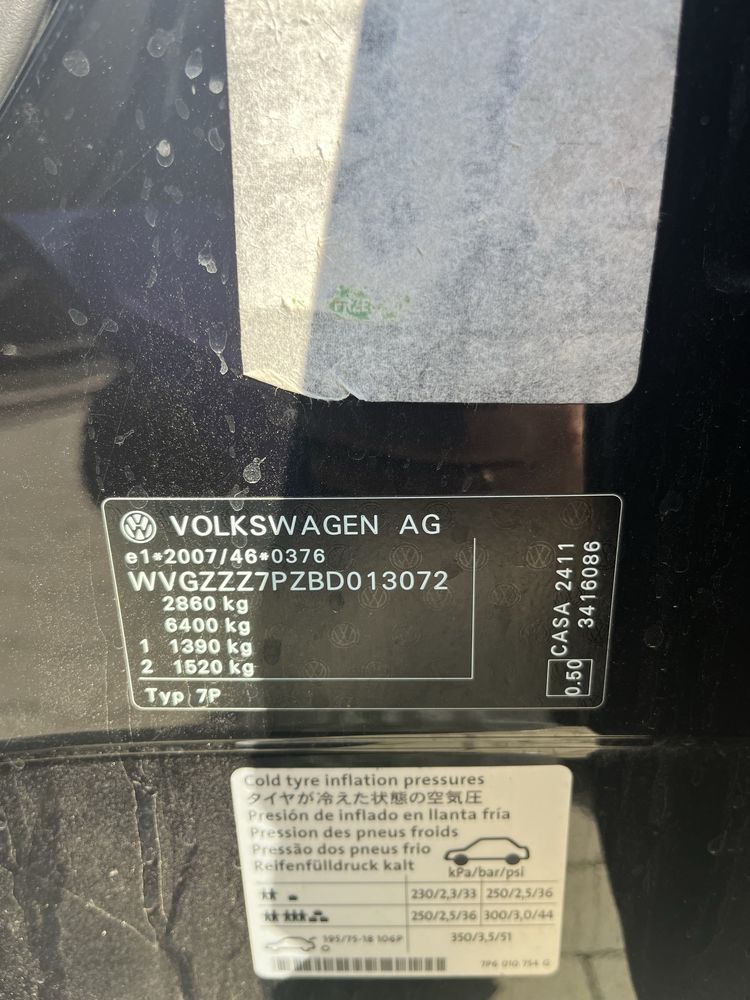 VOLKSWAGEN AG
e1*2007/46*0376
WVGZZZ7PZBD013072
2860 kg
6400 kg
1 1390 kg
2 1520 kg
Typ 7P
0.50 CASA 2411
3416086
Cold tyre inflation pressures
タイヤが冷えた状態の空気圧
Presión de inflado en llanta fría
Pression des pneus froids
Pressão dos pneus frio
Reifenfülldruck kalt
kPa/bar/psi
230/2,3/33 250/2,5/36
250/2,5/36 300/3,0/44
195/75-18 106P 350/3,5/51
7P6 010 754 G